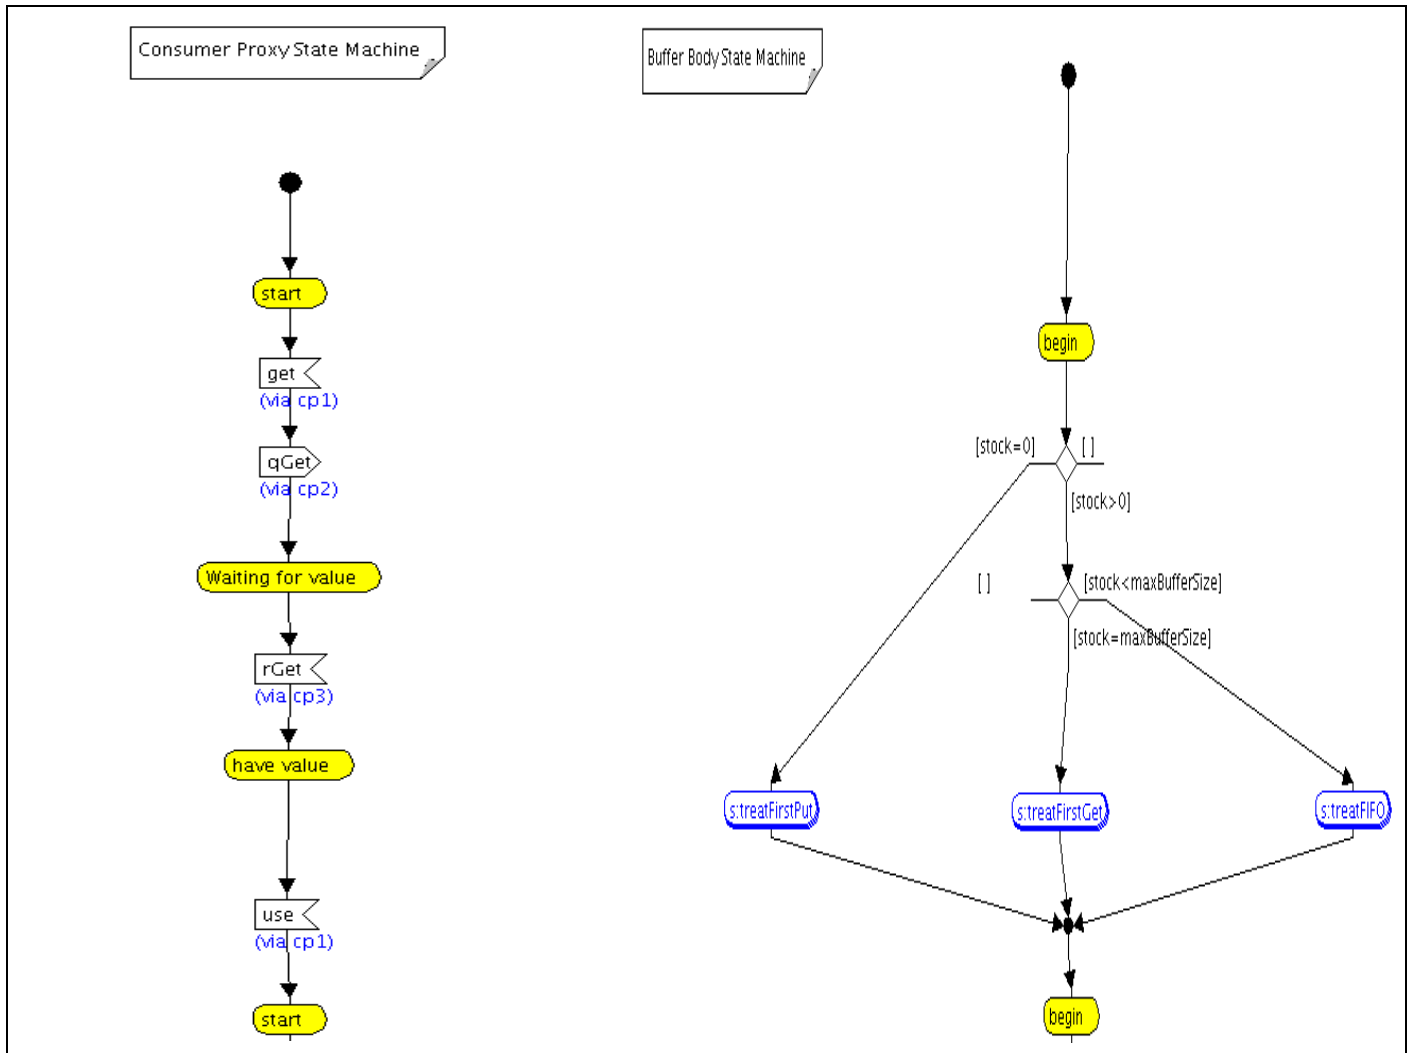 Consumer Proxy State Machine
start
get
(via cp1)
qGet
(via cp2)
Waiting for value
rGet
(via cp3)
have value
use
(via cp1)
start
Buffer Body State Machine
begin
[stock=0]
[ ]
[stock>0]
[ ]
[stock<maxBufferSize]
[stock=maxBufferSize]
s:treatFirstPut
s:treatFirstGet
s:treatFIFO
begin